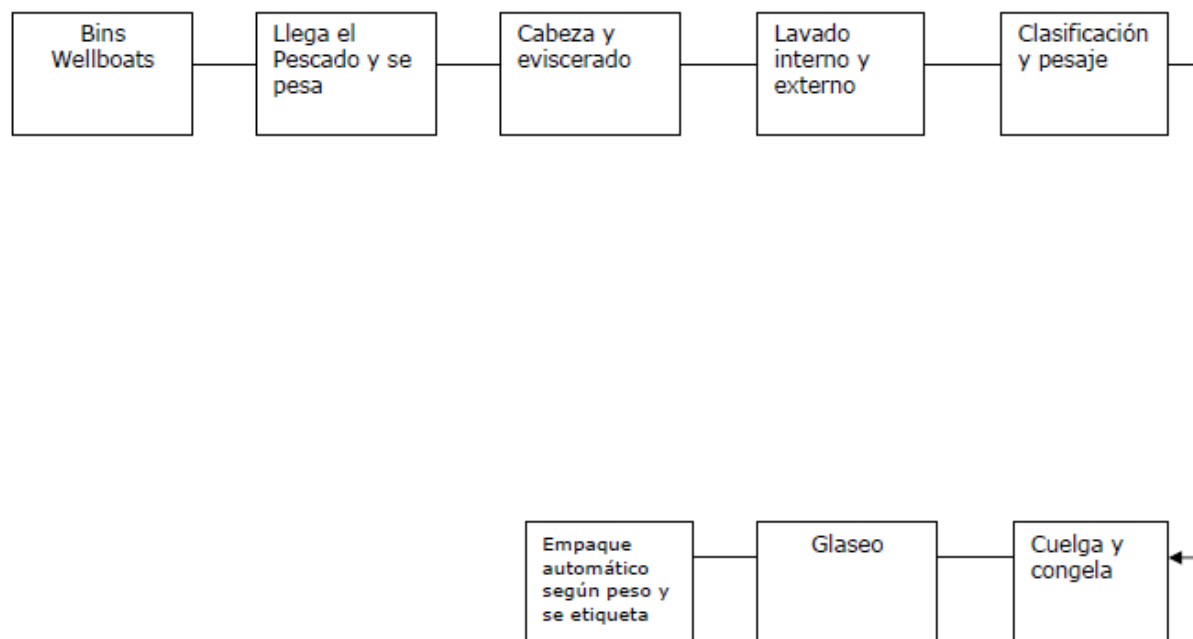 Bins
Wellboats
Llega el
Pescado y se
pesa
Cabeza y
eviscerado
Lavado
interno y
externo
Clasificación
y pesaje
Cuelga y
congela
Glaseo
Empaque
automático
según peso y
se etiqueta